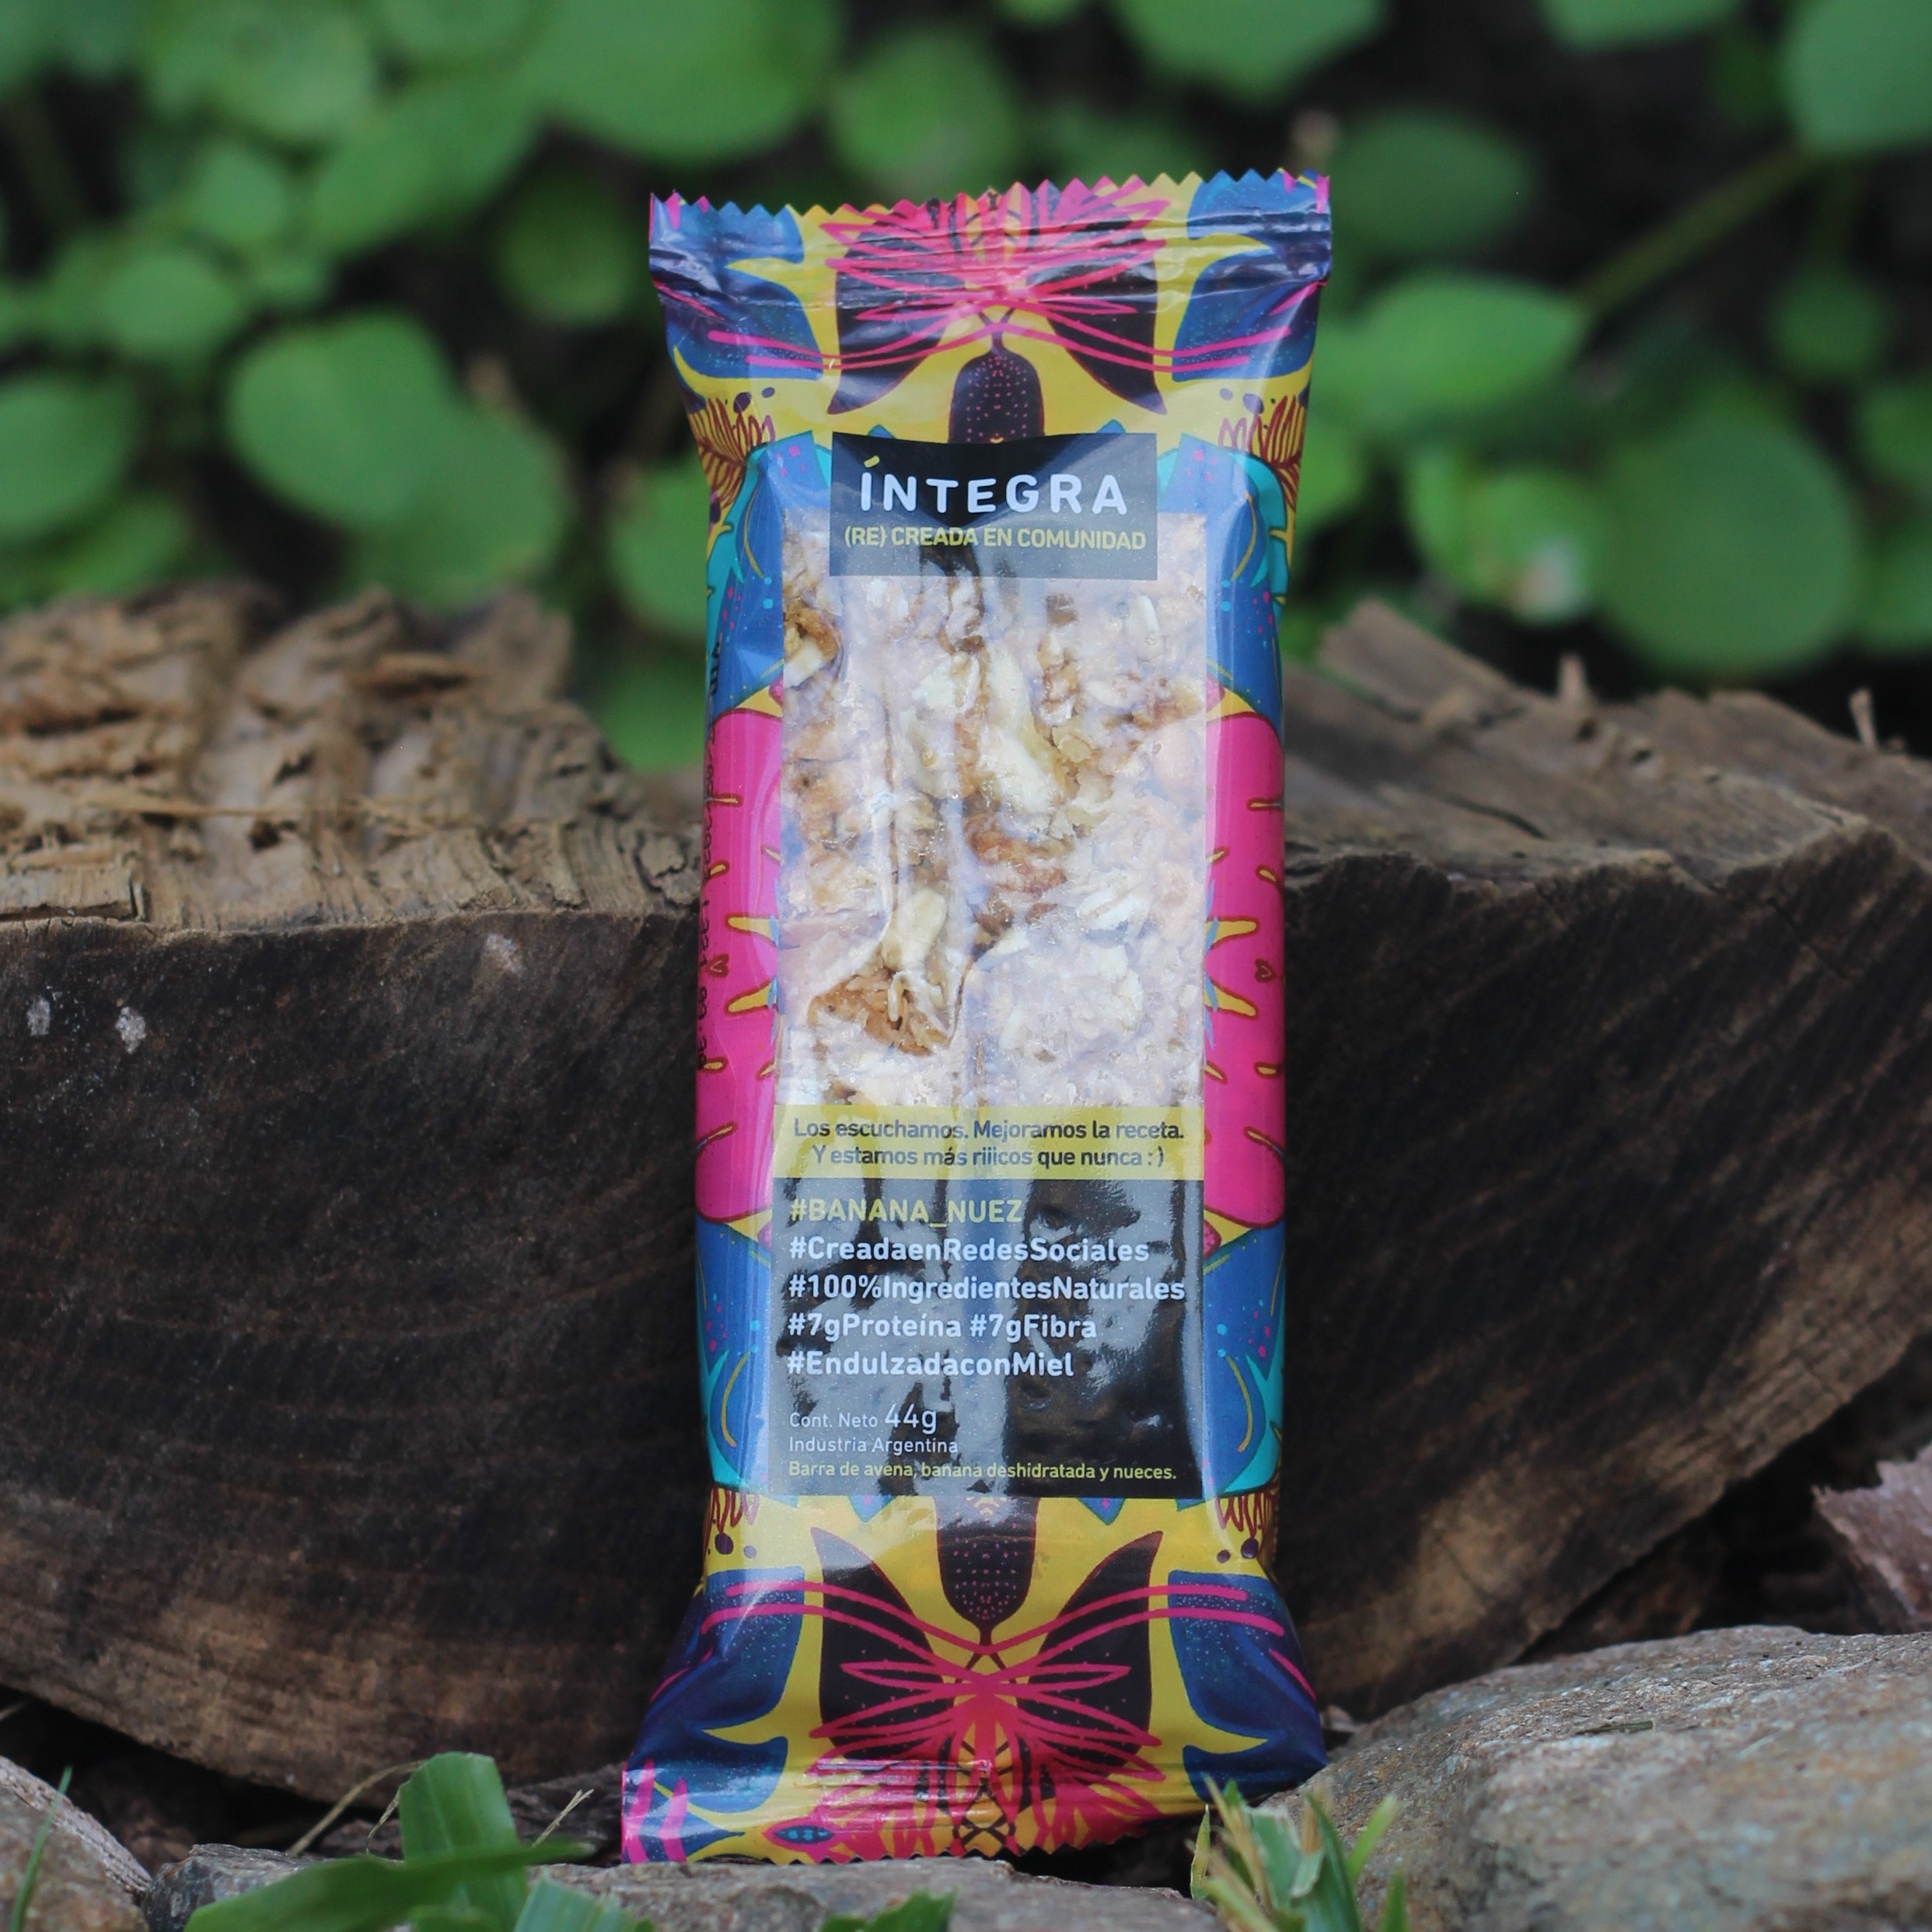 ÍNTEGRA
(RE) CREADA EN COMUNIDAD
Los escuchamos. Mejoramos la receta.
Y estamos más riiicos que nunca : )
#BANANA_NUEZ
#CreadaenRedesSociales
#100%IngredientesNaturales
#7gProteína #7gFibra
#EndulzadaconMiel
Cont. Neto 44g
Industria Argentina
Barra de avena, banana deshidratada y nueces.